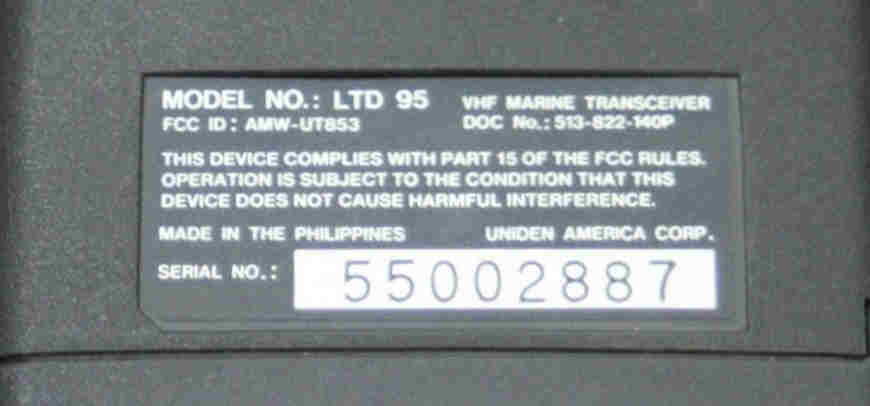 MODEL NO.: LTD 95 VHF MARINE TRANSCEIVER
FCC ID: AMW-UT853 DOC No.: 513-822-140P
THIS DEVICE COMPLIES WITH PART 15 OF THE FCC RULES.
OPERATION IS SUBJECT TO THE CONDITION THAT THIS
DEVICE DOES NOT CAUSE HARMFUL INTERFERENCE.
MADE IN THE PHILIPPINES UNIDEN AMERICA CORP.
SERIAL NO.: 55002887